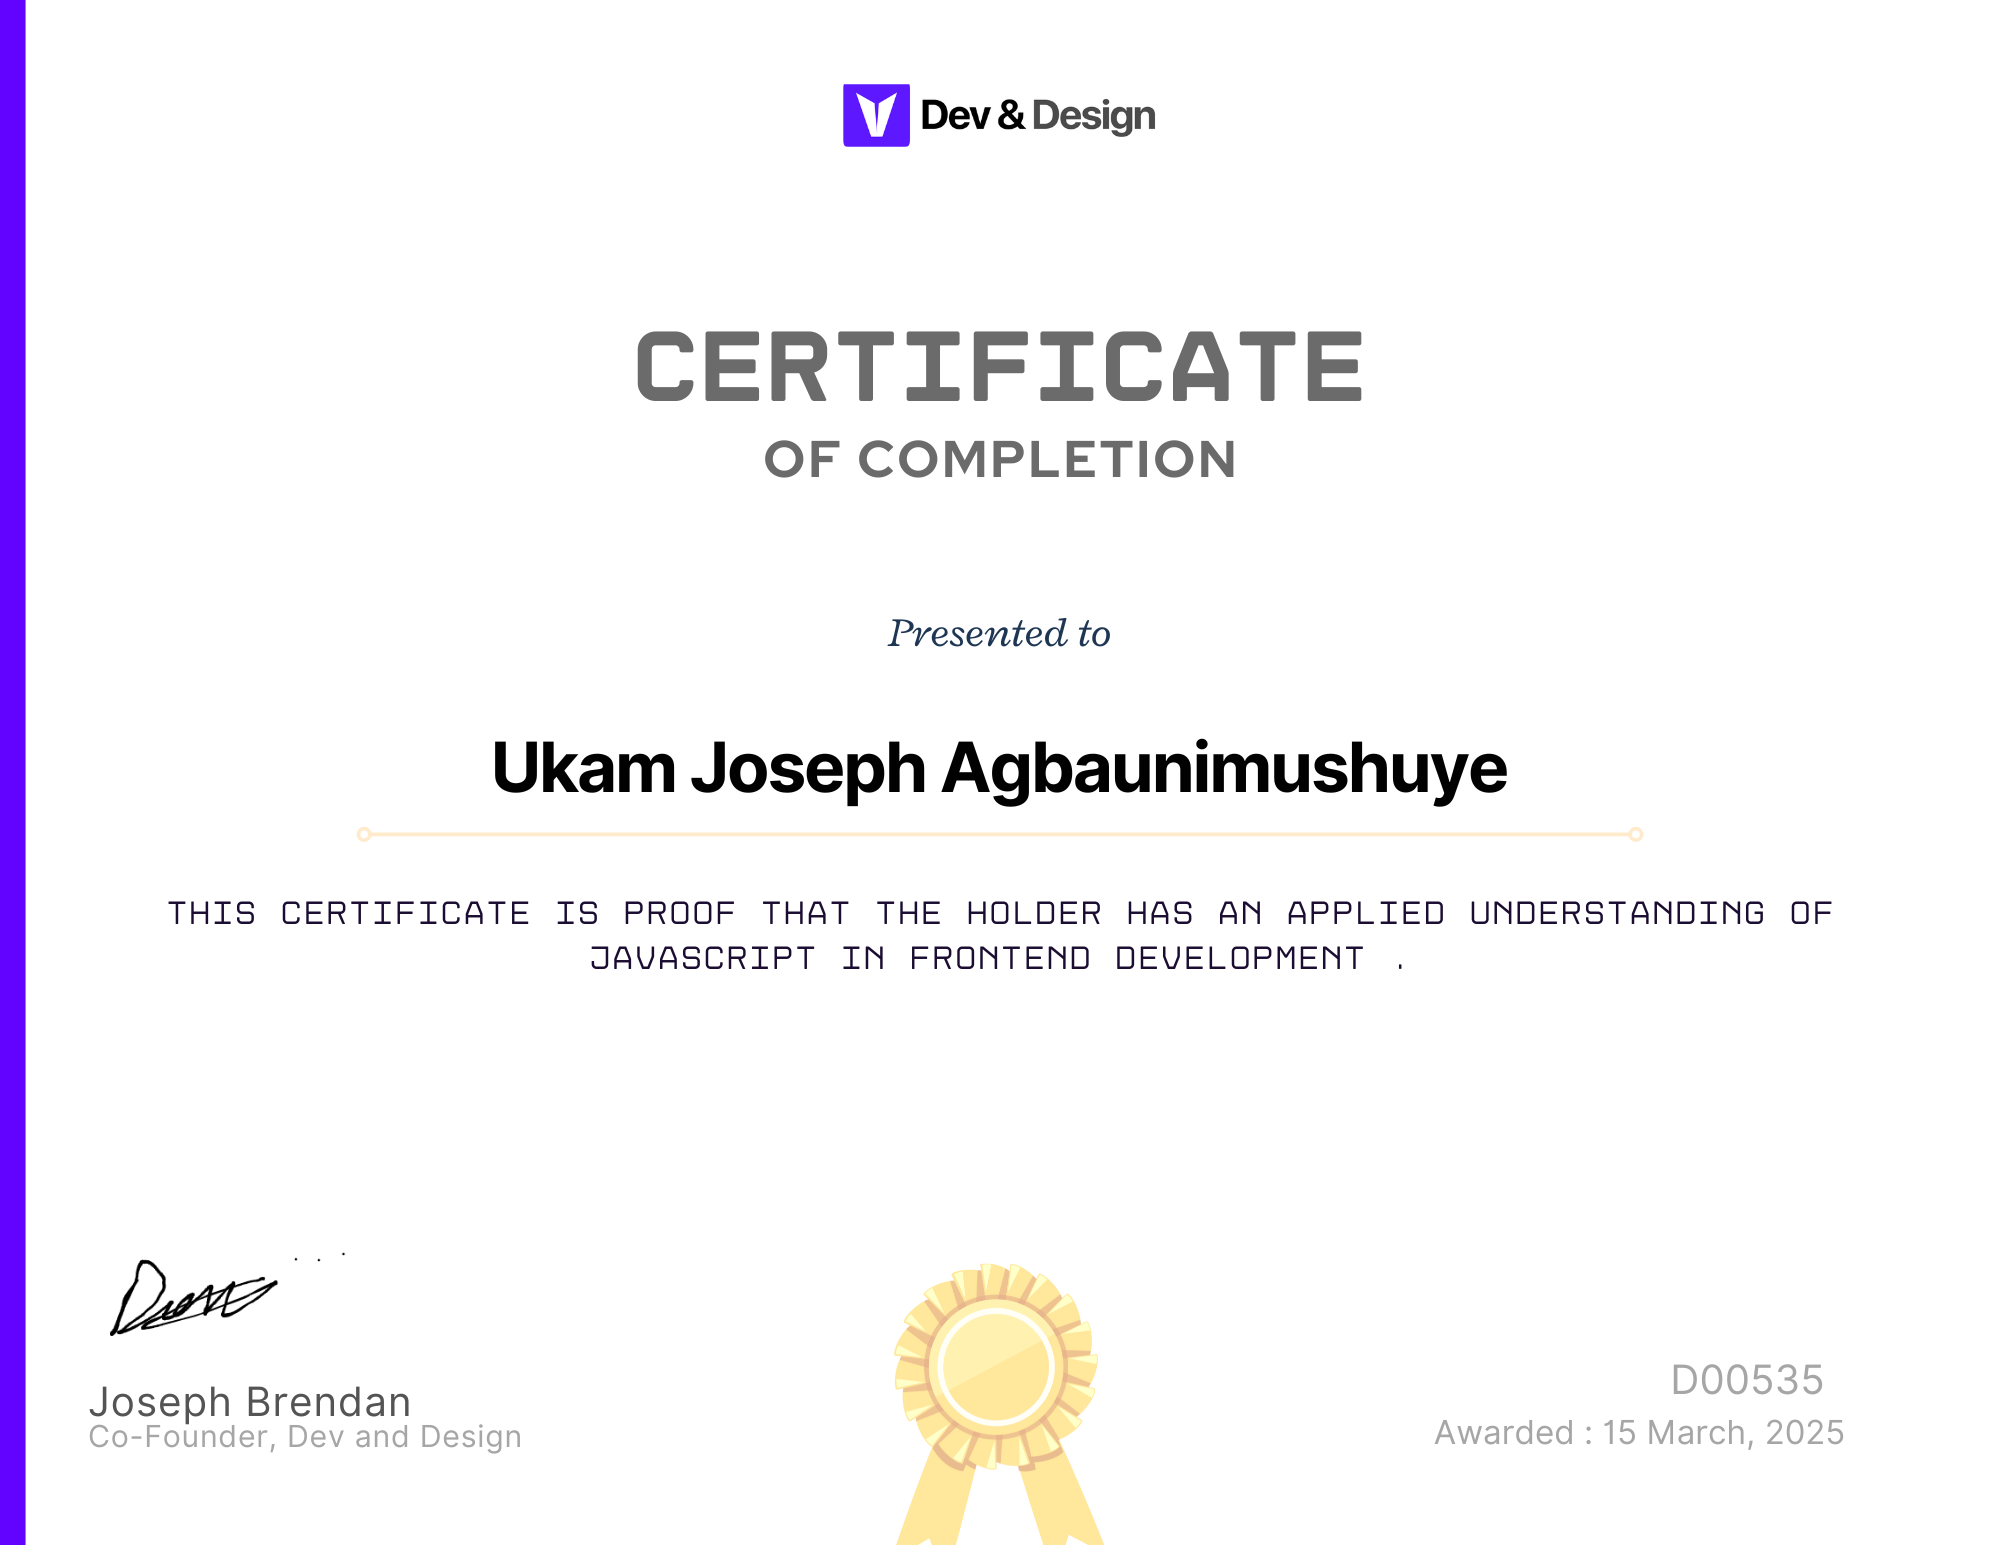 Dev & Design
CERTIFICATE
OF COMPLETION
Presented to
Ukam Joseph Agbaunimushuye
THIS CERTIFICATE IS PROOF THAT THE HOLDER HAS AN APPLIED UNDERSTANDING OF
JAVASCRIPT IN FRONTEND DEVELOPMENT .
Joseph Brendan
Co-Founder, Dev and Design
D00535
Awarded : 15 March, 2025